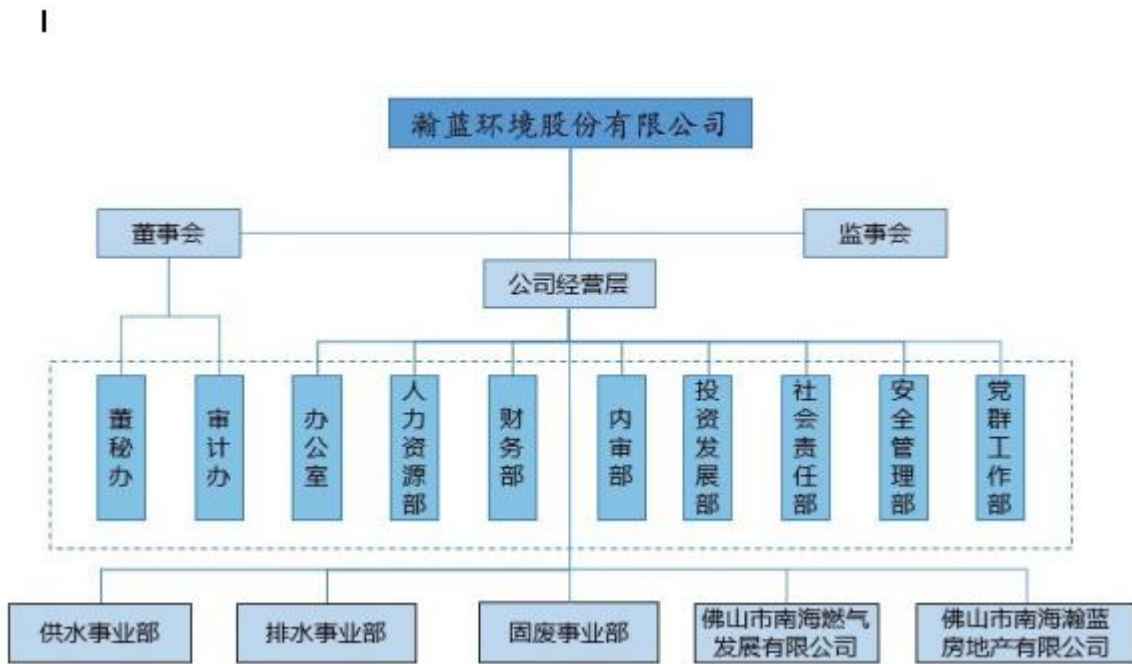 瀚蓝环境股份有限公司
董事会
监事会
公司经营层
董秘办
审计办
办公室
人力资源部
财务部
内审部
投资发展部
社会责任部
安全管理部
党群工作部
供水事业部
排水事业部
固废事业部
佛山市南海燃气
发展有限公司
佛山市南海瀚蓝
房地产有限公司